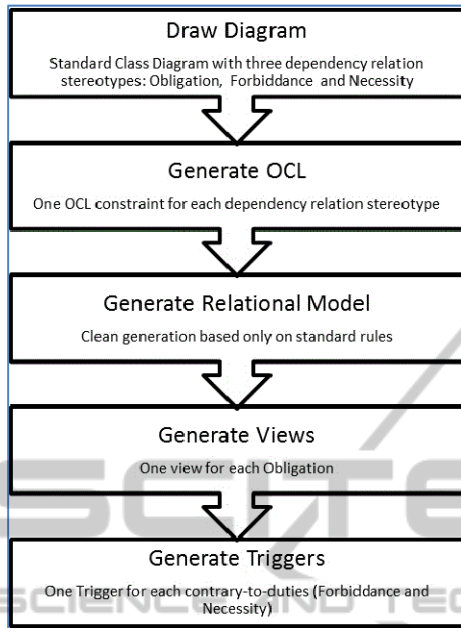 Draw Diagram
Standard Class Diagram with three dependency relation
stereotypes: Obligation, Forbiddance and Necessity
Generate OCL
One OCL constraint for each dependency relation stereotype
Generate Relational Model
Clean generation based only on standard rules
Generate Views
One view for each Obligation
Generate Triggers
One Trigger for each contrary-to-duties (Forbiddance and
Necessity)